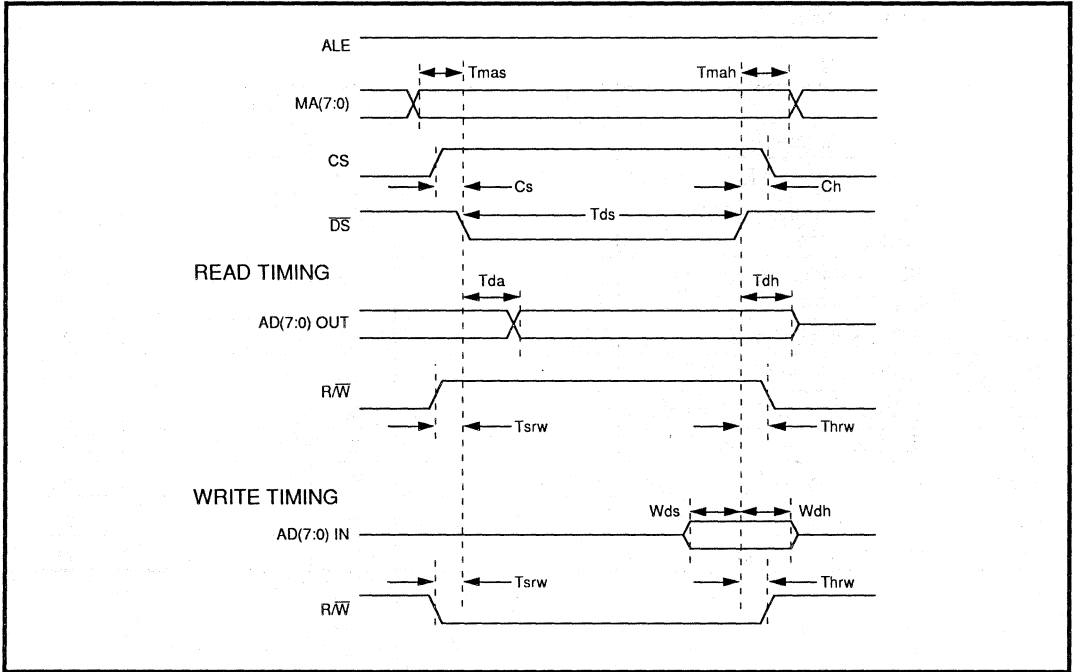 ALE
Tmas Tmah
MA(7:0)
CS
Cs Ch
Tds
D̅S̅
READ TIMING
Tda Tdh
AD(7:0) OUT
R/W̅
Tsrw Thrw
WRITE TIMING
Wds Wdh
AD(7:0) IN
Tsrw Thrw
R/W̅